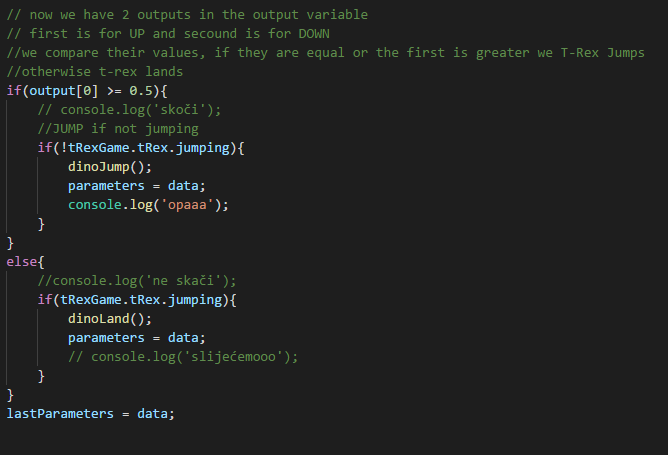 // now we have 2 outputs in the output variable
// first is for UP and secound is for DOWN
//we compare their values, if they are equal or the first is greater we T-Rex Jumps
//otherwise t-rex lands
if(output[0] >= 0.5){
    // console.log('skoči');
    //JUMP if not jumping
    if(!tRexGame.tRex.jumping){
        dinoJump();
        parameters = data;
        console.log('opaaa');
    }
}
else{
    //console.log('ne skači');
    if(tRexGame.tRex.jumping){
        dinoLand();
        parameters = data;
        // console.log('slijećemooo');
    }
}
lastParameters = data;